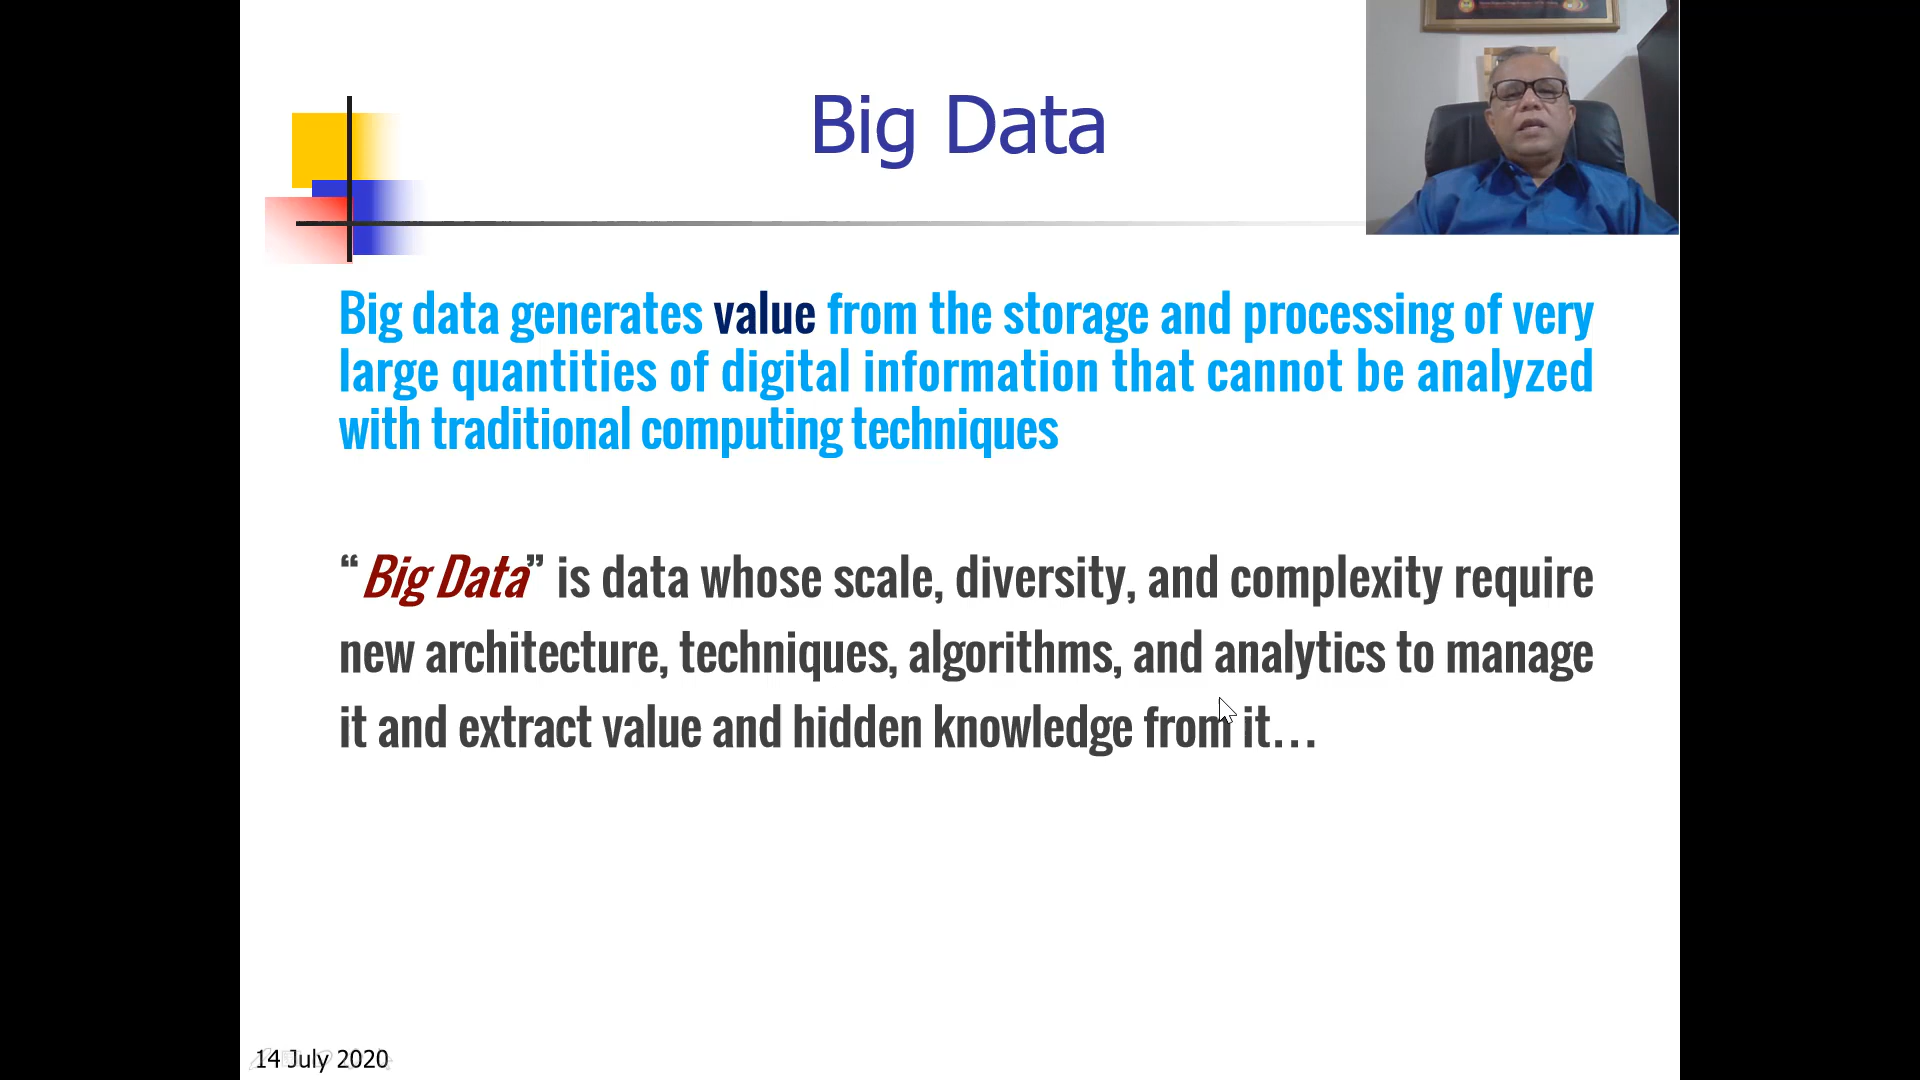 Big Data
Big data generates value from the storage and processing of very
large quantities of digital information that cannot be analyzed
with traditional computing techniques
“Big Data” is data whose scale, diversity, and complexity require
new architecture, techniques, algorithms, and analytics to manage
it and extract value and hidden knowledge from it…
14 July 2020